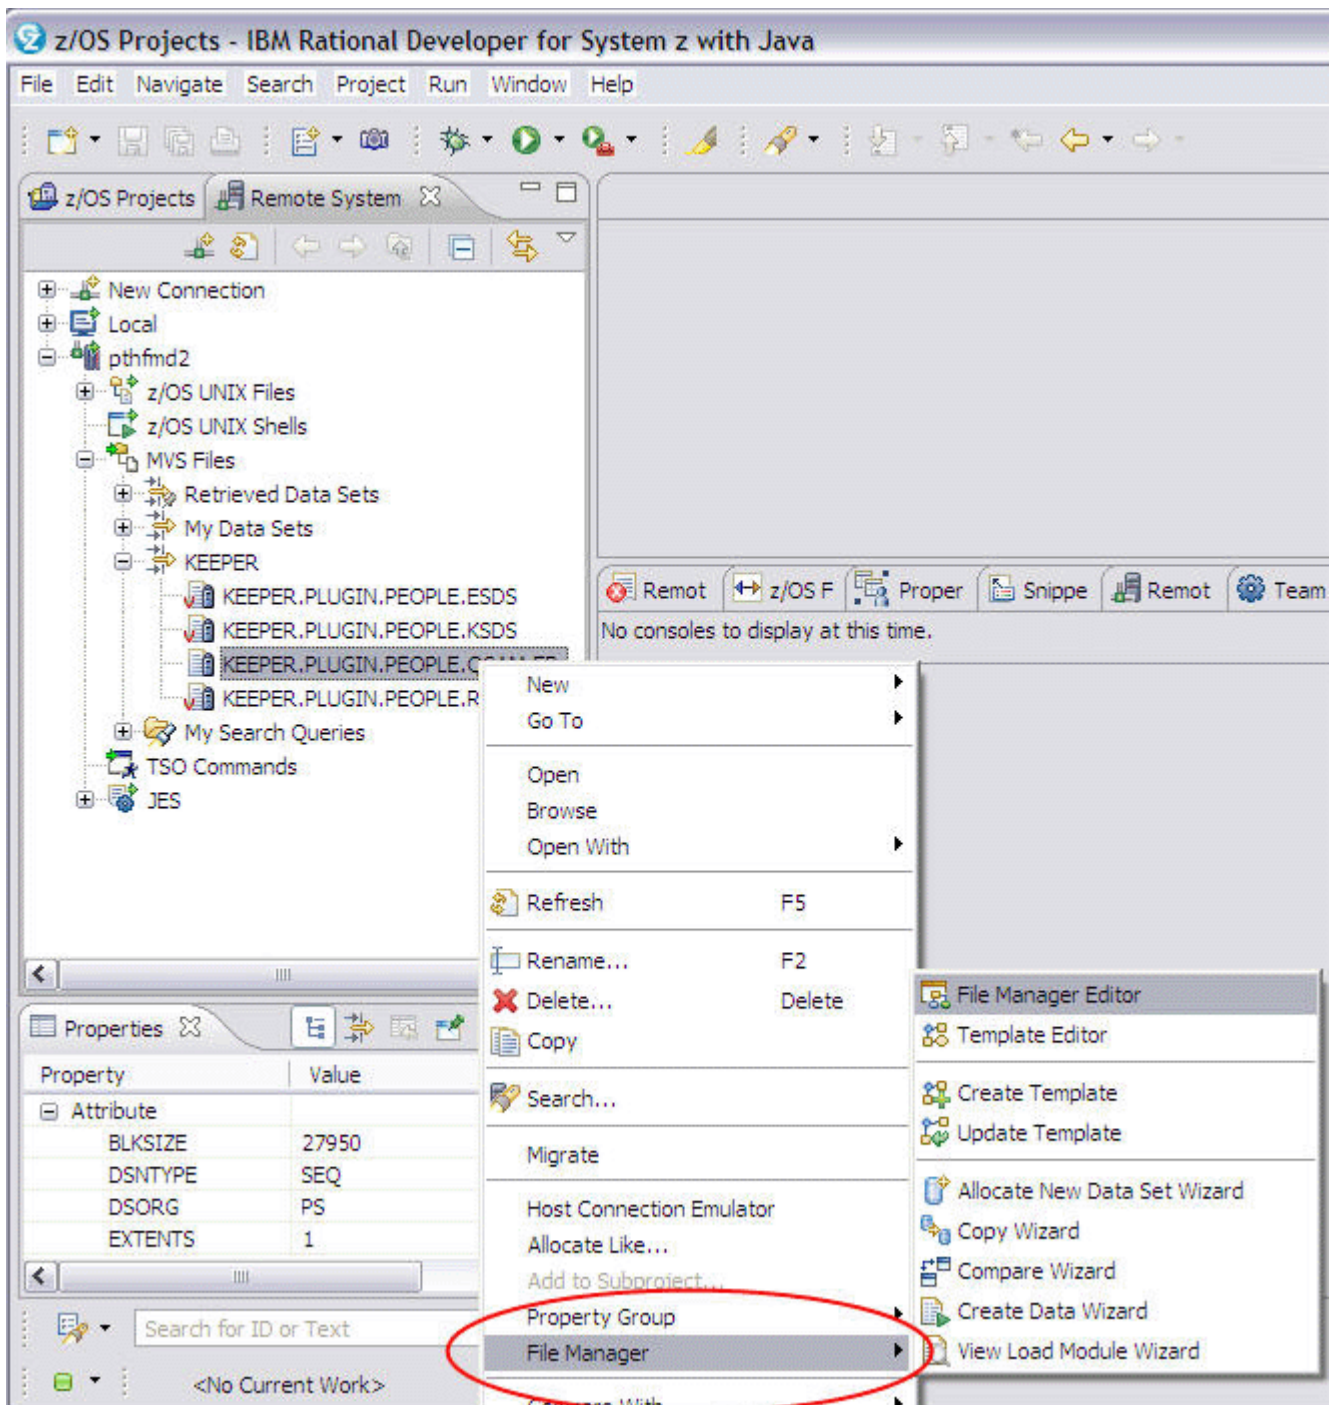 z/OS Projects - IBM Rational Developer for System z with Java
File Edit Navigate Search Project Run Window Help
z/OS Projects Remote System
New Connection
Local
pthfmd2
z/OS UNIX Files
z/OS UNIX Shells
MVS Files
Retrieved Data Sets
My Data Sets
KEEPER
KEEPER.PLUGIN.PEOPLE.ESDS
KEEPER.PLUGIN.PEOPLE.KSDS
KEEPER.PLUGIN.PEOPLE.
KEEPER.PLUGIN.PEOPLE.R
My Search Queries
TSO Commands
JES
Remot z/OS F Proper Snippe Remot Team
No consoles to display at this time.
New
Go To
Open
Browse
Open With
Refresh F5
Rename... F2
Delete... Delete
Copy
Search...
Migrate
Host Connection Emulator
Allocate Like...
Add to Subproject...
Property Group
File Manager
Compare With
File Manager Editor
Template Editor
Create Template
Update Template
Allocate New Data Set Wizard
Copy Wizard
Compare Wizard
Create Data Wizard
View Load Module Wizard
Properties
Property Value
Attribute
BLKSIZE 27950
DSNTYPE SEQ
DSORG PS
EXTENTS 1
Search for ID or Text
<No Current Work>